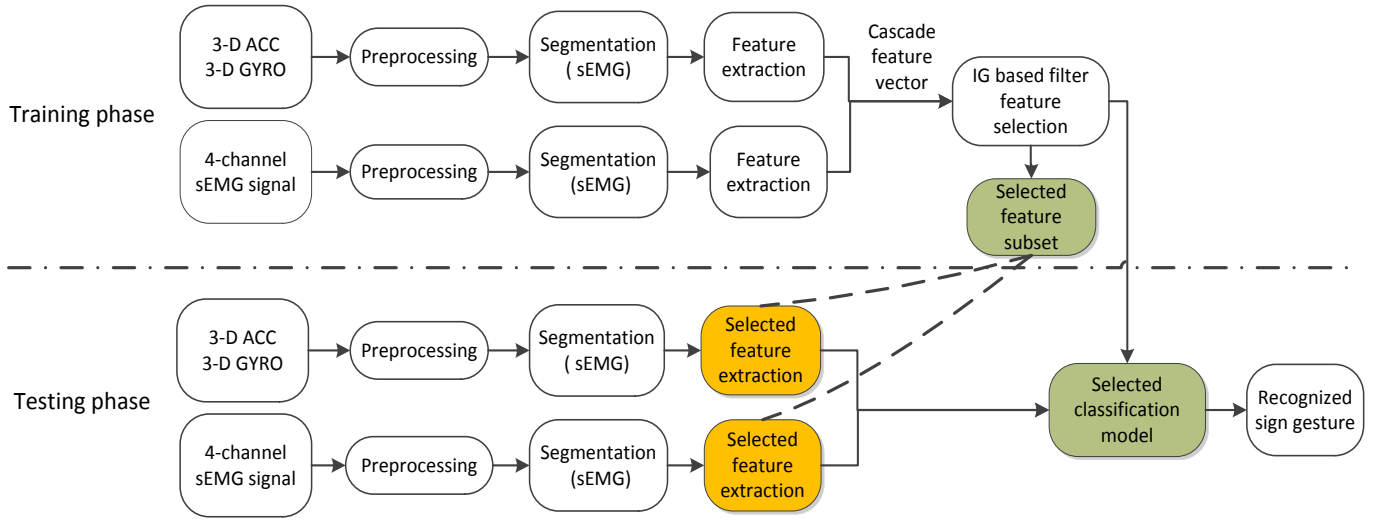 Training phase
3-D ACC
3-D GYRO
Preprocessing
Segmentation
( sEMG)
Feature
extraction
Cascade
feature
vector
IG based filter
feature
selection
4-channel
sEMG signal
Preprocessing
Segmentation
(sEMG)
Feature
extraction
Selected
feature
subset
Testing phase
3-D ACC
3-D GYRO
Preprocessing
Segmentation
( sEMG)
Selected
feature
extraction
4-channel
sEMG signal
Preprocessing
Segmentation
(sEMG)
Selected
feature
extraction
Selected
classification
model
Recognized
sign gesture